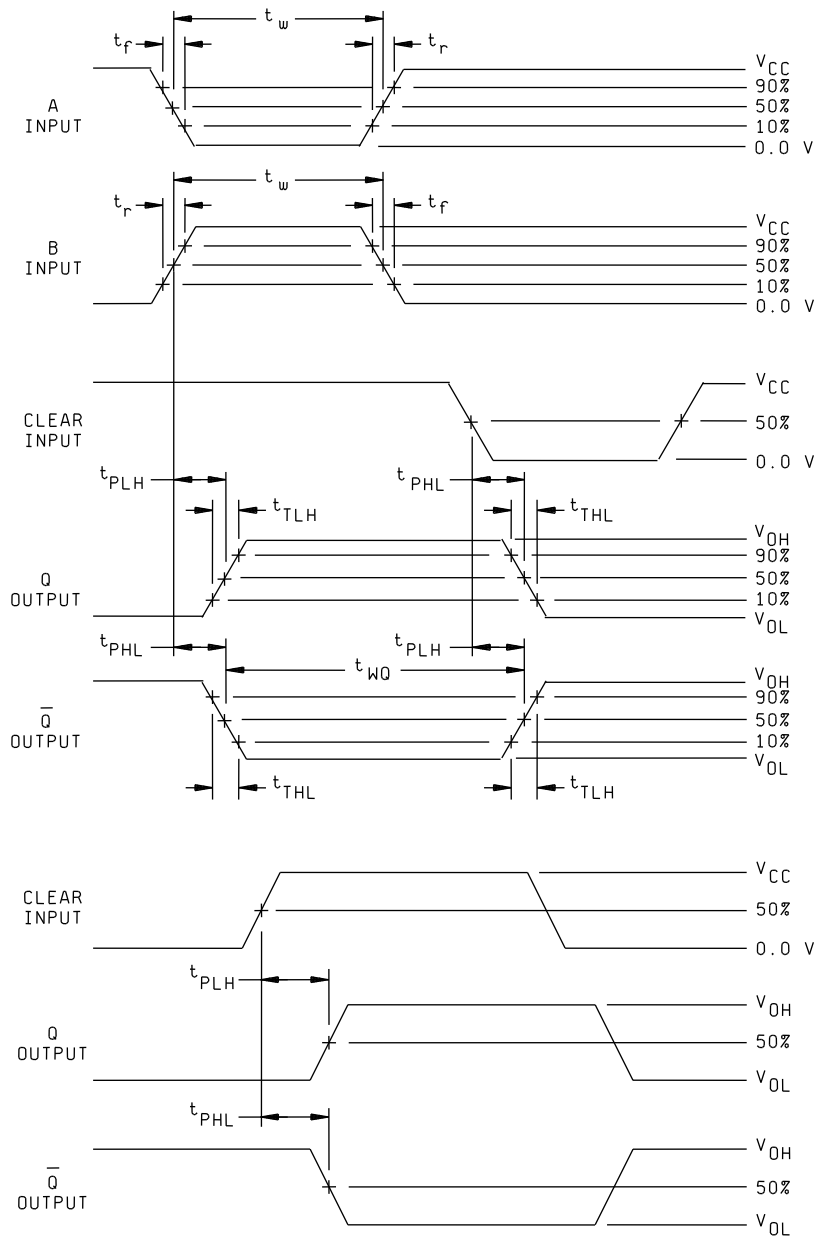 t_w
t_f t_r
V_CC
90%
A 50%
INPUT 10%
0.0 V
t_w
t_r t_f
V_CC
B 90%
INPUT 50%
10%
0.0 V
V_CC
CLEAR 50%
INPUT
0.0 V
t_PLH t_PHL
t_TLH t_THL
V_OH
90%
Q 50%
OUTPUT 10%
V_OL
t_PHL t_PLH
t_WQ
V_OH
90%
Q̅ 50%
OUTPUT 10%
V_OL
t_THL t_TLH
V_CC
CLEAR 50%
INPUT
0.0 V
t_PLH
V_OH
Q 50%
OUTPUT
V_OL
t_PHL
V_OH
Q̅ 50%
OUTPUT
V_OL